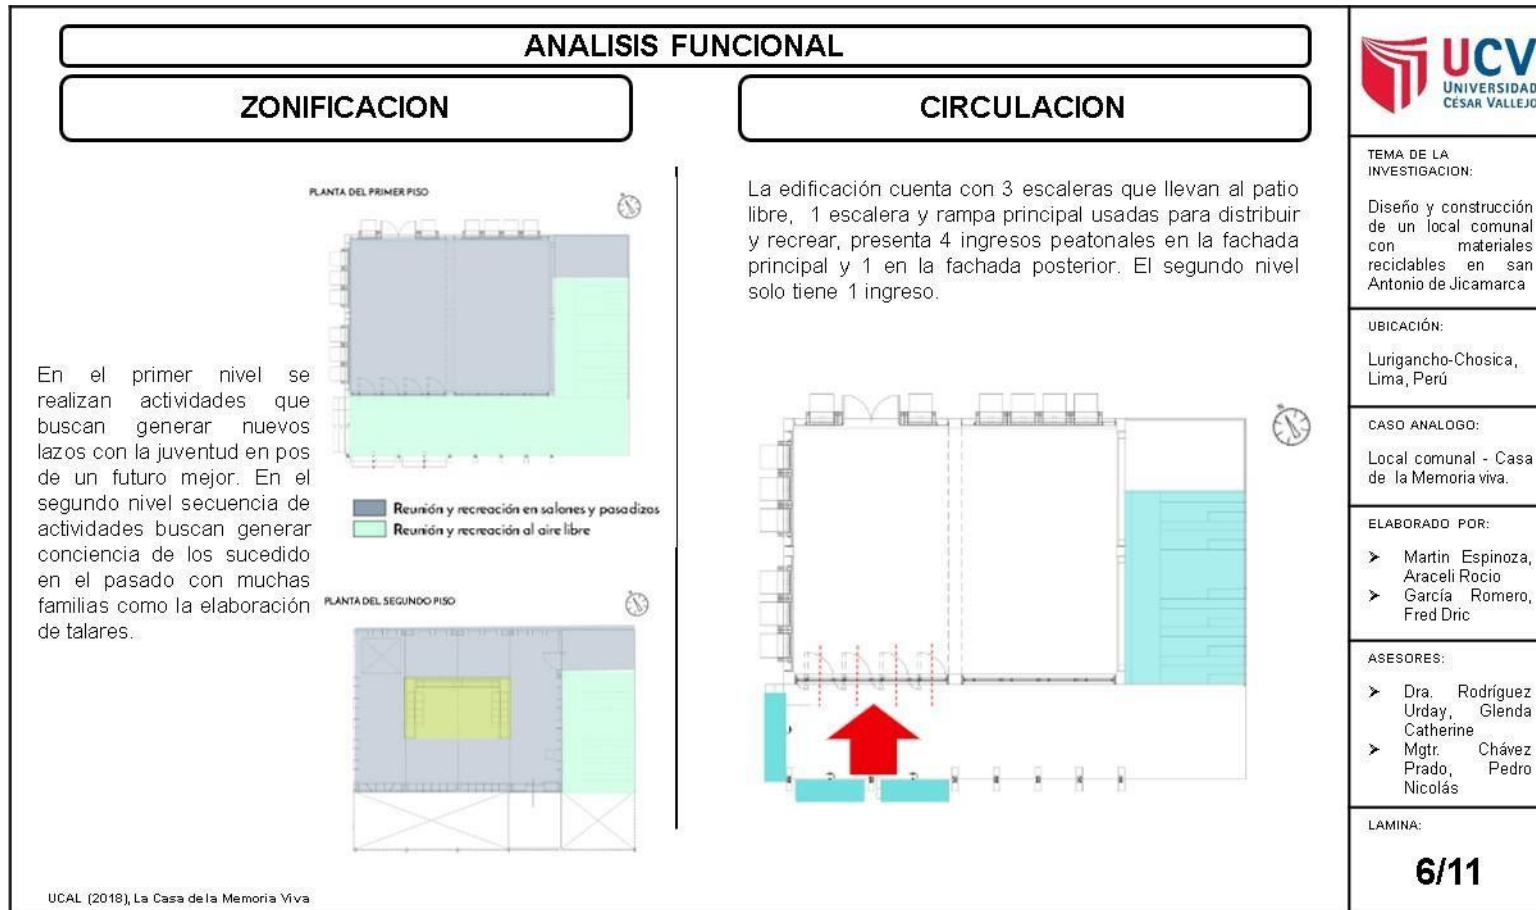 ANALISIS FUNCIONAL
ZONIFICACION
PLANTA DEL PRIMER PISO
En el primer nivel se
realizan actividades que
buscan generar nuevos
lazos con la juventud en pos
de un futuro mejor. En el
segundo nivel secuencia de
actividades buscan generar
conciencia de los sucedido
en el pasado con muchas
familias como la elaboración
de talares.
Reunión y recreación en salones y pasadizos
Reunión y recreación al aire libre
PLANTA DEL SEGUNDO PISO
UCAL (2018), La Casa de la Memoria Viva
CIRCULACION
La edificación cuenta con 3 escaleras que llevan al patio
libre, 1 escalera y rampa principal usadas para distribuir
y recrear, presenta 4 ingresos peatonales en la fachada
principal y 1 en la fachada posterior. El segundo nivel
solo tiene 1 ingreso.
UCV
UNIVERSIDAD
CÉSAR VALLEJO
TEMA DE LA
INVESTIGACION:
Diseño y construcción
de un local comunal
con materiales
reciclables en san
Antonio de Jicamarca
UBICACIÓN:
Lurigancho-Chosica,
Lima, Perú
CASO ANALOGO:
Local comunal - Casa
de la Memoria viva.
ELABORADO POR:
➤ Martin Espinoza,
Araceli Rocio
➤ García Romero,
Fred Dric
ASESORES:
➤ Dra. Rodríguez
Urday, Glenda
Catherine
➤ Mgtr. Chávez
Prado, Pedro
Nicolás
LAMINA:
6/11